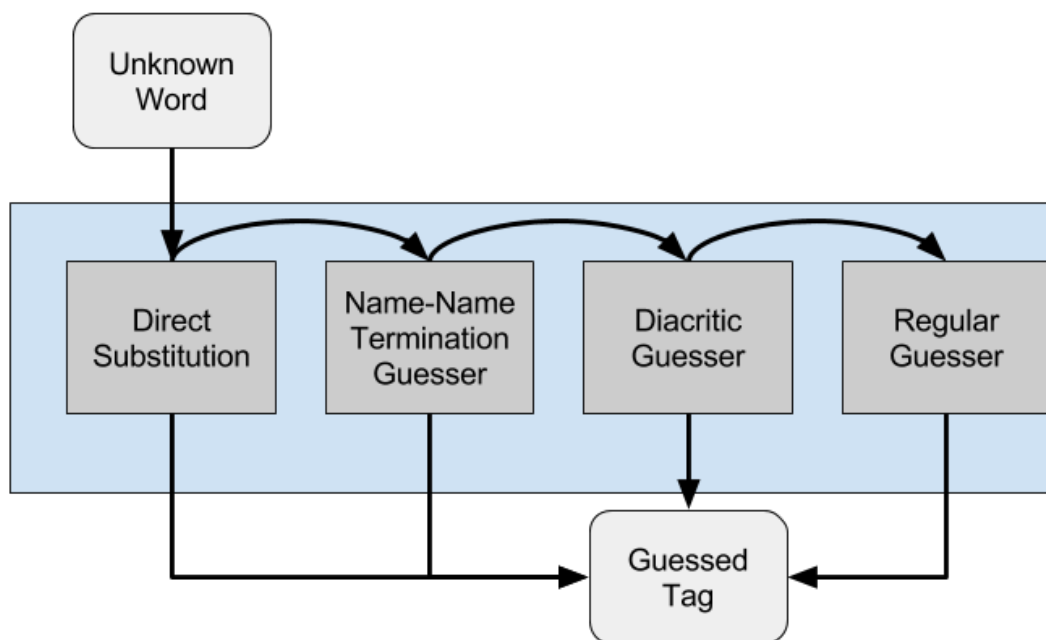 Unknown
Word
Direct
Substitution
Name-Name
Termination
Guesser
Diacritic
Guesser
Regular
Guesser
Guessed
Tag